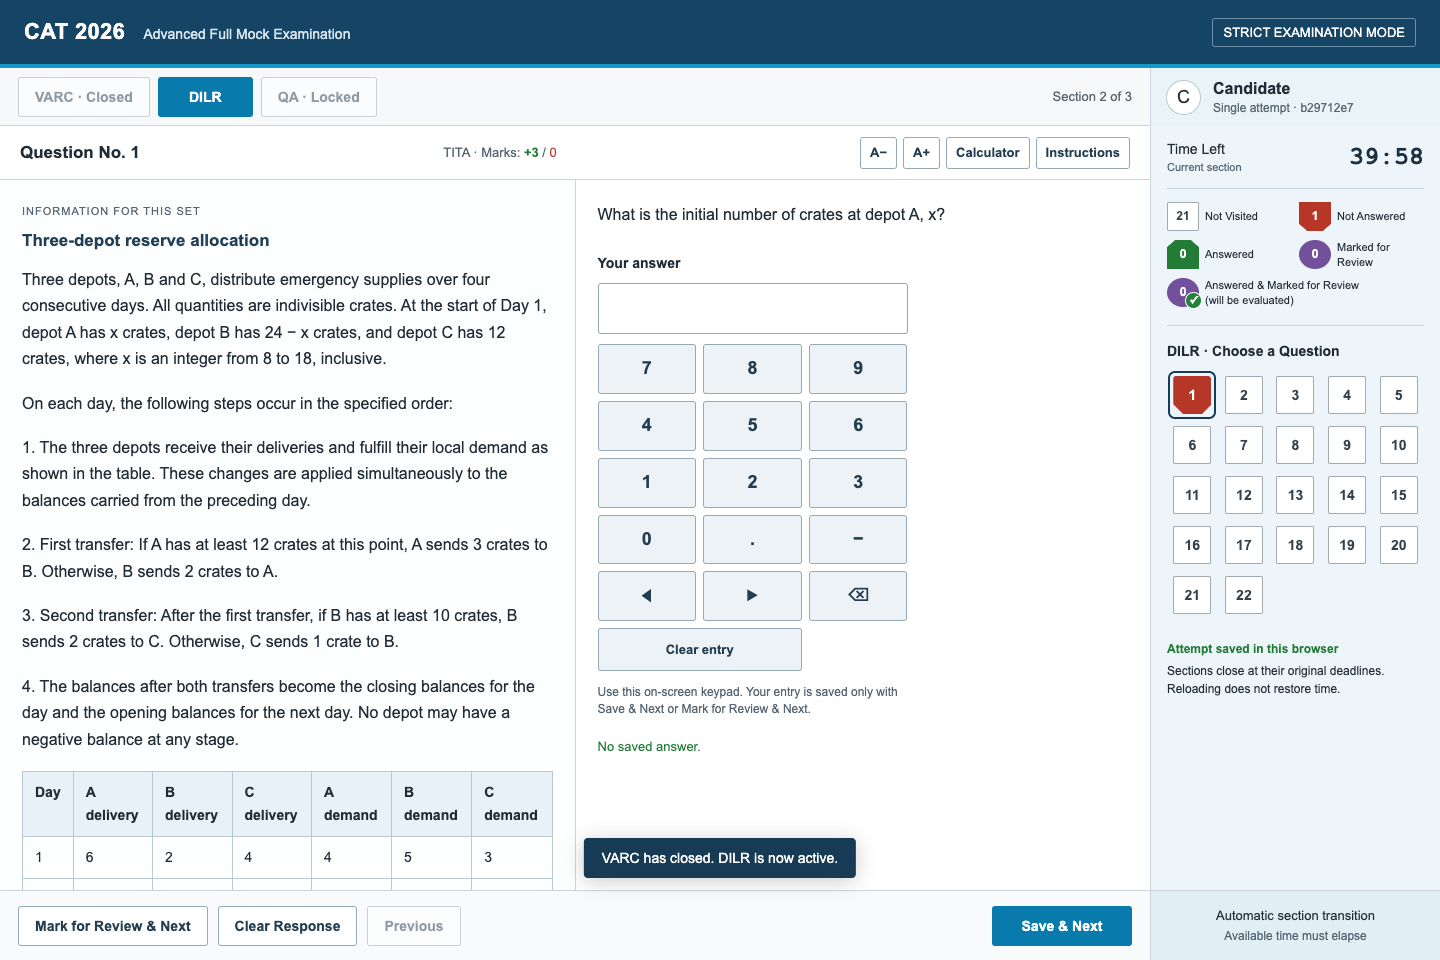 CAT 2026 Advanced Full Mock Examination STRICT EXAMINATION MODE
VARC · Closed DILR QA · Locked Section 2 of 3
Question No. 1 TITA · Marks: +3 / 0 A− A+ Calculator Instructions
INFORMATION FOR THIS SET
Three-depot reserve allocation
Three depots, A, B and C, distribute emergency supplies over four
consecutive days. All quantities are indivisible crates. At the start of Day 1,
depot A has x crates, depot B has 24 − x crates, and depot C has 12
crates, where x is an integer from 8 to 18, inclusive.
On each day, the following steps occur in the specified order:
1. The three depots receive their deliveries and fulfill their local demand as
shown in the table. These changes are applied simultaneously to the
balances carried from the preceding day.
2. First transfer: If A has at least 12 crates at this point, A sends 3 crates to
B. Otherwise, B sends 2 crates to A.
3. Second transfer: After the first transfer, if B has at least 10 crates, B
sends 2 crates to C. Otherwise, C sends 1 crate to B.
4. The balances after both transfers become the closing balances for the
day and the opening balances for the next day. No depot may have a
negative balance at any stage.
Day A delivery B delivery C delivery A demand B demand C demand
1 6 2 4 4 5 3
What is the initial number of crates at depot A, x?
Your answer
7 8 9
4 5 6
1 2 3
0 . −
◀ ▶ ⌫
Clear entry
Use this on-screen keypad. Your entry is saved only with
Save & Next or Mark for Review & Next.
No saved answer.
VARC has closed. DILR is now active.
Mark for Review & Next Clear Response Previous Save & Next
C Candidate
Single attempt · b29712e7
Time Left
Current section
39:58
21 Not Visited 1 Not Answered
0 Answered 0 Marked for
Review
0 Answered & Marked for Review
(will be evaluated)
DILR · Choose a Question
1 2 3 4 5
6 7 8 9 10
11 12 13 14 15
16 17 18 19 20
21 22
Attempt saved in this browser
Sections close at their original deadlines.
Reloading does not restore time.
Automatic section transition
Available time must elapse